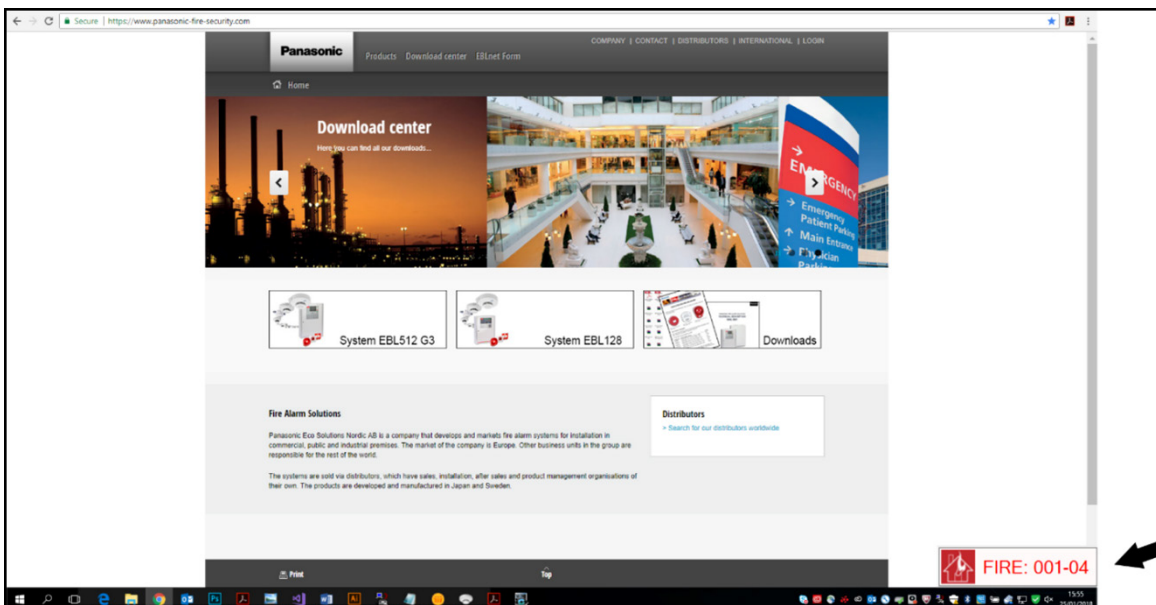 Secure | https://www.panasonic-fire-security.com
COMPANY | CONTACT | DISTRIBUTORS | INTERNATIONAL | LOGIN
Panasonic
Products Download center EBLnet Form
Home
Download center
Here you can find all our downloads...
EMERGENCY
Emergency
Patient Parking
Main Entrance
Physician
Parking
System EBL512 G3
System EBL128
Downloads
Fire Alarm Solutions
Panasonic Eco Solutions Nordic AB is a company that develops and markets fire alarm systems for installation in
commercial, public and industrial premises. The market of the company is Europe. Other business units in the group are
responsible for the rest of the world.
The systems are sold via distributors, which have sales, installation, after sales and product management organisations of
their own. The products are developed and manufactured in Japan and Sweden.
Distributors
> Search for our distributors worldwide
Print
Top
FIRE: 001-04
15:55
25/01/2018